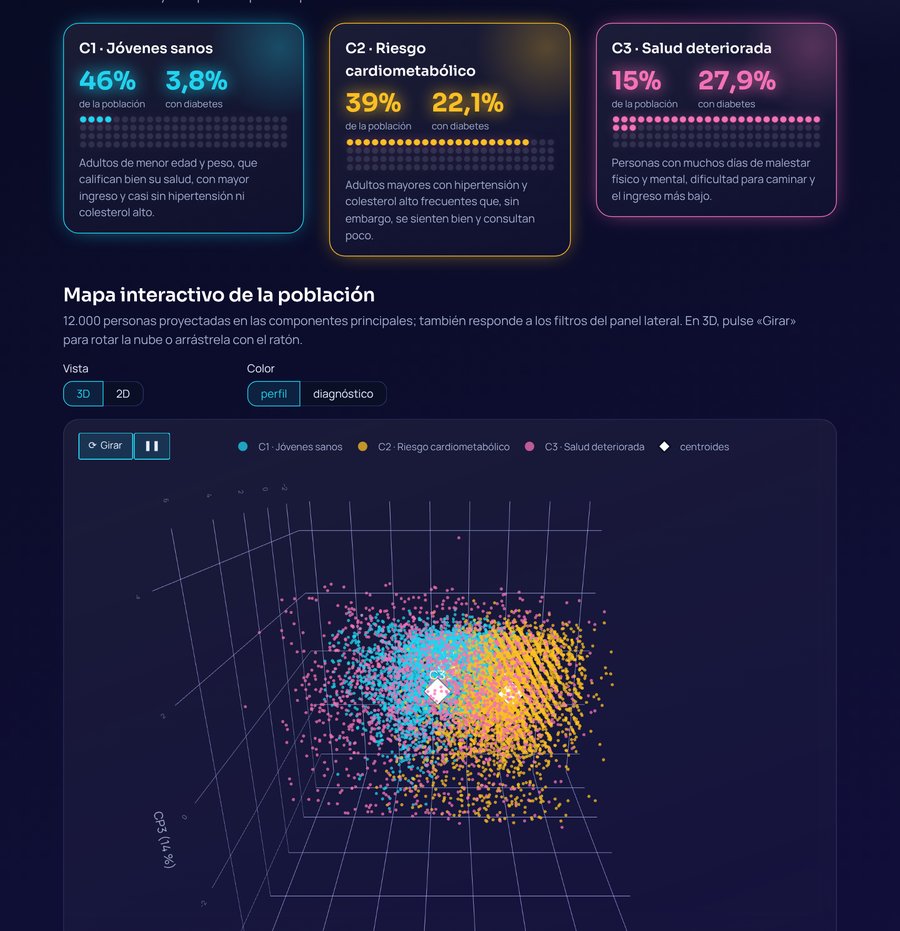 C1 · Jóvenes sanos
46%
3,8%
de la población
con diabetes
Adultos de menor edad y peso, que
califican bien su salud, con mayor
ingreso y casi sin hipertensión ni
colesterol alto.
C2 · Riesgo
cardiometabólico
39%
22,1%
de la población
con diabetes
Adultos mayores con hipertensión y
colesterol alto frecuentes que, sin
embargo, se sienten bien y consultan
poco.
C3 · Salud deteriorada
15%
27,9%
de la población
con diabetes
Personas con muchos días de malestar
físico y mental, dificultad para caminar y
el ingreso más bajo.
Mapa interactivo de la población
12.000 personas proyectadas en las componentes principales; también responde a los filtros del panel lateral. En 3D, pulse «Girar»
para rotar la nube o arrástrela con el ratón.
Vista
Color
3D
2D
perfil
diagnóstico
⟳ Girar
C1 · Jóvenes sanos
C2 · Riesgo cardiometabólico
C3 · Salud deteriorada
centroides
C3
CP3 (14 %)